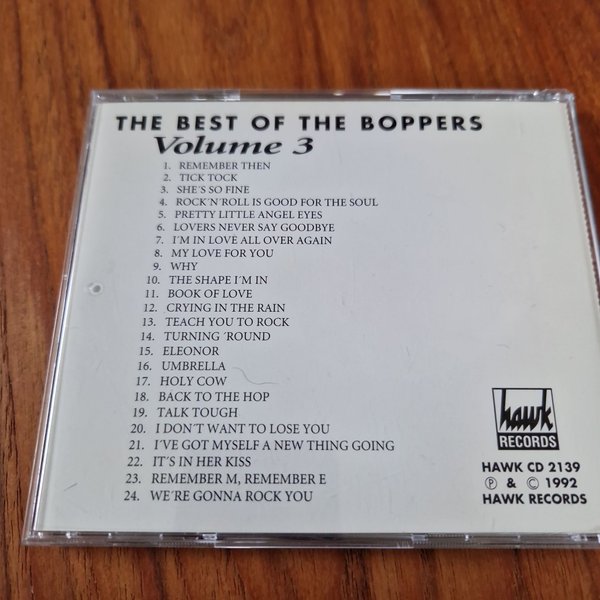 THE BEST OF THE BOPPERS
Volume 3
1. REMEMBER THEN
2. TICK TOCK
3. SHE´S SO FINE
4. ROCK´N´ROLL IS GOOD FOR THE SOUL
5. PRETTY LITTLE ANGEL EYES
6. LOVERS NEVER SAY GOODBYE
7. I´M IN LOVE ALL OVER AGAIN
8. MY LOVE FOR YOU
9. WHY
10. THE SHAPE I´M IN
11. BOOK OF LOVE
12. CRYING IN THE RAIN
13. TEACH YOU TO ROCK
14. TURNING ´ROUND
15. ELEONOR
16. UMBRELLA
17. HOLY COW
18. BACK TO THE HOP
19. TALK TOUGH
20. I DON´T WANT TO LOSE YOU
21. I´VE GOT MYSELF A NEW THING GOING
22. IT´S IN HER KISS
23. REMEMBER M, REMEMBER E
24. WE´RE GONNA ROCK YOU
hawk
RECORDS
HAWK CD 2139
℗ & © 1992
HAWK RECORDS